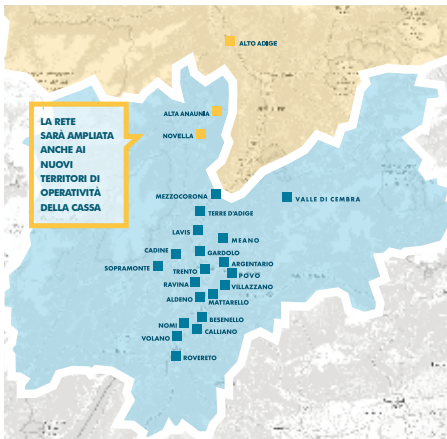 ALTO ADIGE
ALTA ANAUNIA
NOVELLA
LA RETE
SARÀ AMPLIATA
ANCHE AI
NUOVI
TERRITORI DI
OPERATIVITÀ
DELLA CASSA
MEZZOCORONA
VALLE DI CEMBRA
TERRE D'ADIGE
LAVIS
MEANO
CADINE
GARDOLO
SOPRAMONTE
TRENTO
ARGENTARIO
POVO
RAVINA
VILLAZZANO
ALDENO
MATTARELLO
BESENELLO
NOMI
CALLIANO
VOLANO
ROVERETO